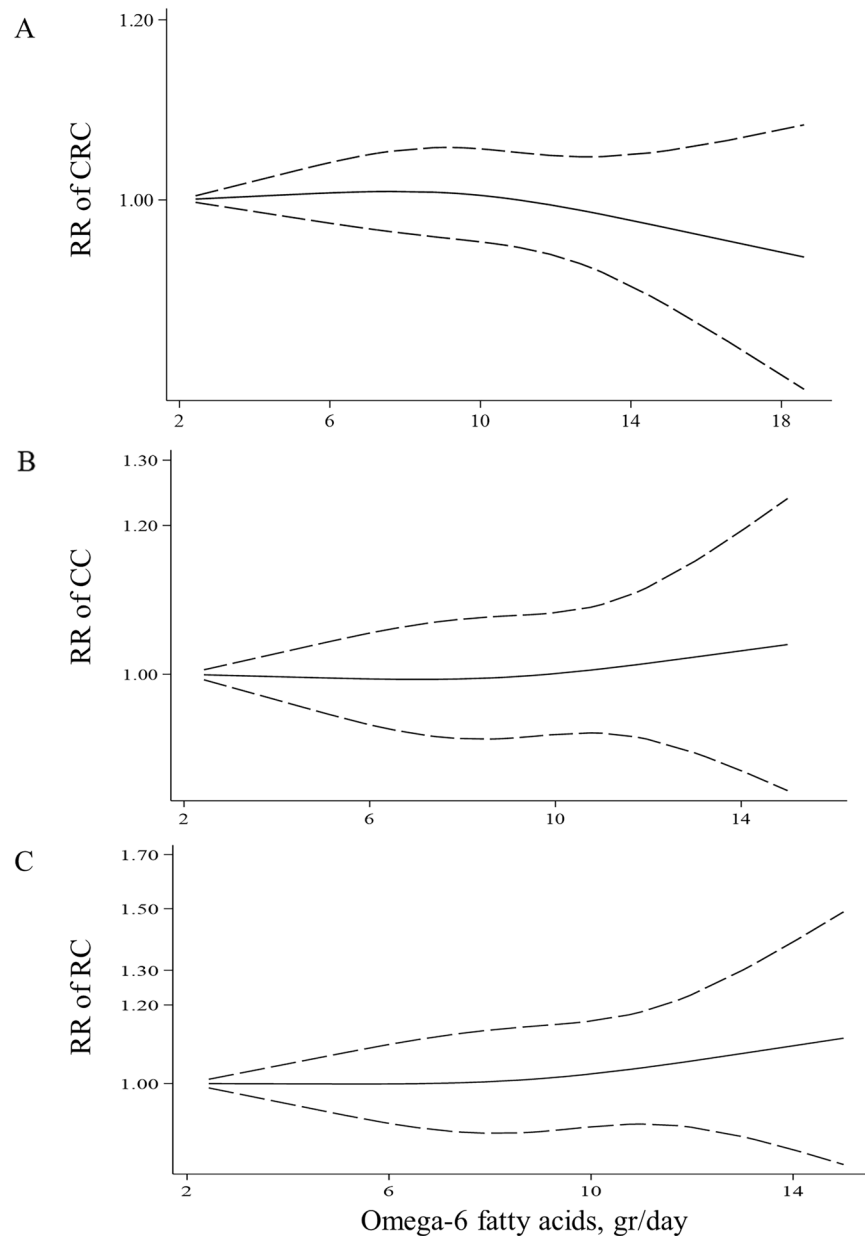 A
1.20
1.00
RR of CRC
2 6 10 14 18
B
1.30
1.20
1.00
RR of CC
2 6 10 14
C
1.70
1.50
1.30
1.20
1.00
RR of RC
2 6 10 14
Omega-6 fatty acids, gr/day